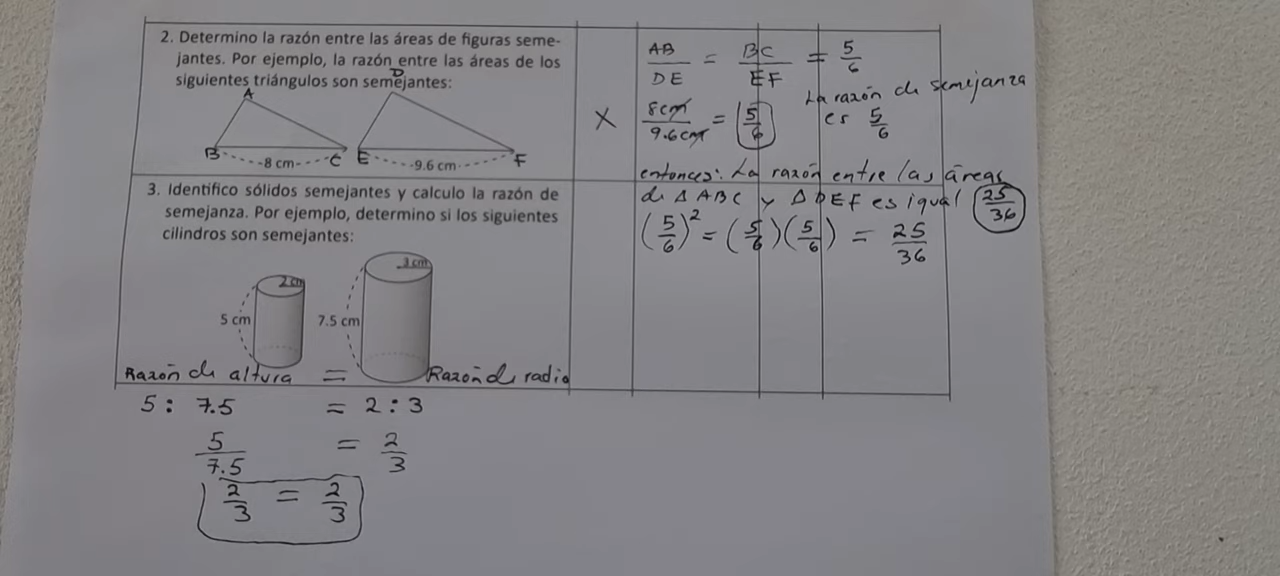 2. Determino la razón entre las áreas de figuras seme-
jantes. Por ejemplo, la razón entre las áreas de los
siguientes triángulos son semejantes:
A
D
B
8 cm
C
E
9.6 cm
F
3. Identifico sólidos semejantes y calculo la razón de
semejanza. Por ejemplo, determino si los siguientes
cilindros son semejantes:
2 cm
3 cm
5 cm
7.5 cm
Razón de altura = Razón de radio
5 : 7.5 = 2 : 3
5/7.5 = 2/3
2/3 = 2/3
X
AB/DE = BC/EF = 5/6
8cm/9.6cm = (5/6)
La razón de semejanza
es 5/6
entonces: La razón entre las áreas
de △ ABC y △ DEF es igual 25/36
(5/6)² = (5/6)(5/6) = 25/36